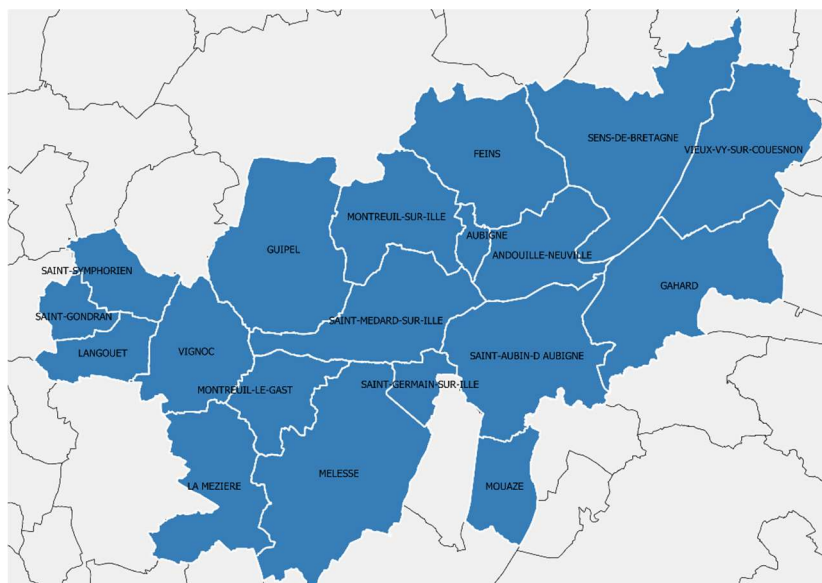 SENS-DE-BRETAGNE
VIEUX-VY-SUR-COUESNON
FEINS
MONTREUIL-SUR-ILLE
AUBIGNE
GUIPEL
ANDOUILLE-NEUVILLE
SAINT-SYMPHORIEN
GAHARD
SAINT-GONDRAN
SAINT-MEDARD-SUR-ILLE
LANGOUET
VIGNOC
SAINT-AUBIN-D AUBIGNE
MONTREUIL-LE-GAST
SAINT-GERMAIN-SUR-ILLE
MELESSE
LA MEZIERE
MOUAZE